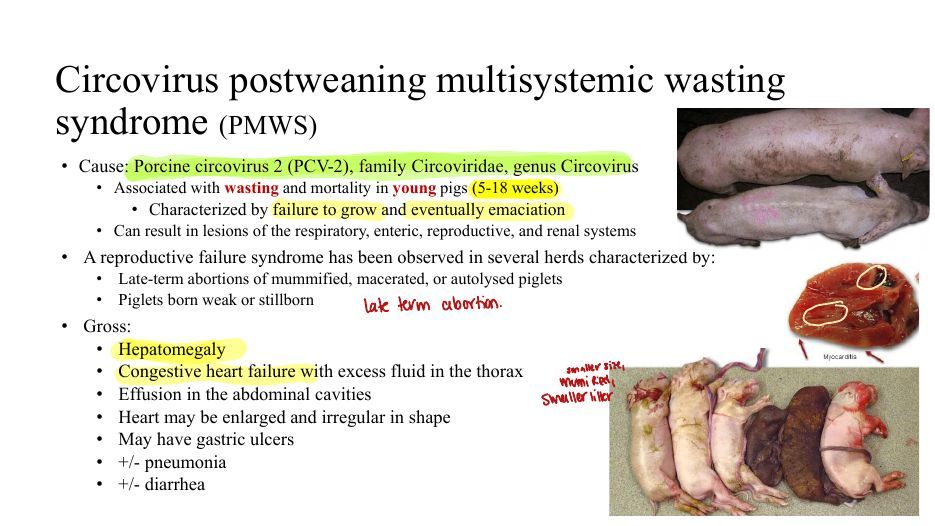 Circovirus postweaning multisystemic wasting
syndrome (PMWS)
• Cause: Porcine circovirus 2 (PCV-2), family Circoviridae, genus Circovirus
• Associated with wasting and mortality in young pigs (5-18 weeks)
• Characterized by failure to grow and eventually emaciation
• Can result in lesions of the respiratory, enteric, reproductive, and renal systems
• A reproductive failure syndrome has been observed in several herds characterized by:
• Late-term abortions of mummified, macerated, or autolysed piglets
• Piglets born weak or stillborn
late term abortion.
• Gross:
• Hepatomegaly
• Congestive heart failure with excess fluid in the thorax
• Effusion in the abdominal cavities
• Heart may be enlarged and irregular in shape
• May have gastric ulcers
• +/- pneumonia
• +/- diarrhea
Myocarditis
smaller size,
mumified,
smaller litter